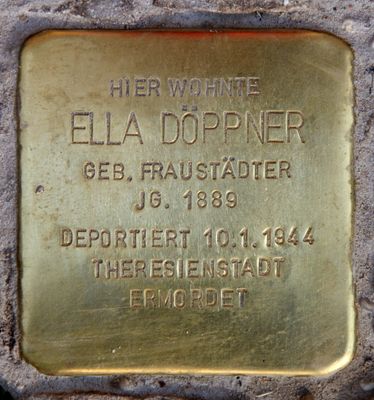 HIER WOHNTE
ELLA DÖPPNER
GEB. FRAUSTÄDTER
JG. 1889
DEPORTIERT 10.1.1944
THERESIENSTADT
ERMORDET